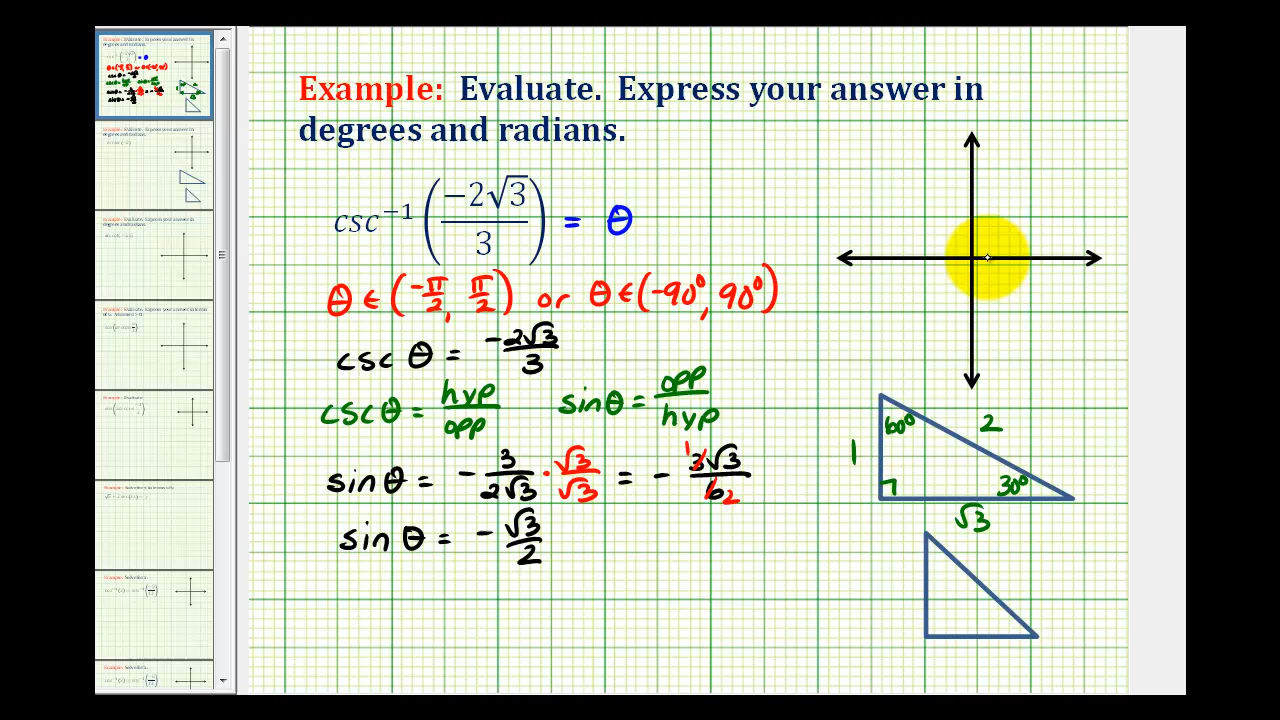 Example: Evaluate. Express your answer in
degrees and radians.
csc⁻¹ (−2√3 / 3) = θ
θ ∈ (−π/2, π/2) or θ ∈ (−90°, 90°)
csc θ = −2√3 / 3
csc θ = hyp / opp sin θ = opp / hyp
sin θ = − 3 / 2√3 · √3 / √3 = − 3√3 / 6 1 2
sin θ = − √3 / 2
60° 2
1
30°
√3